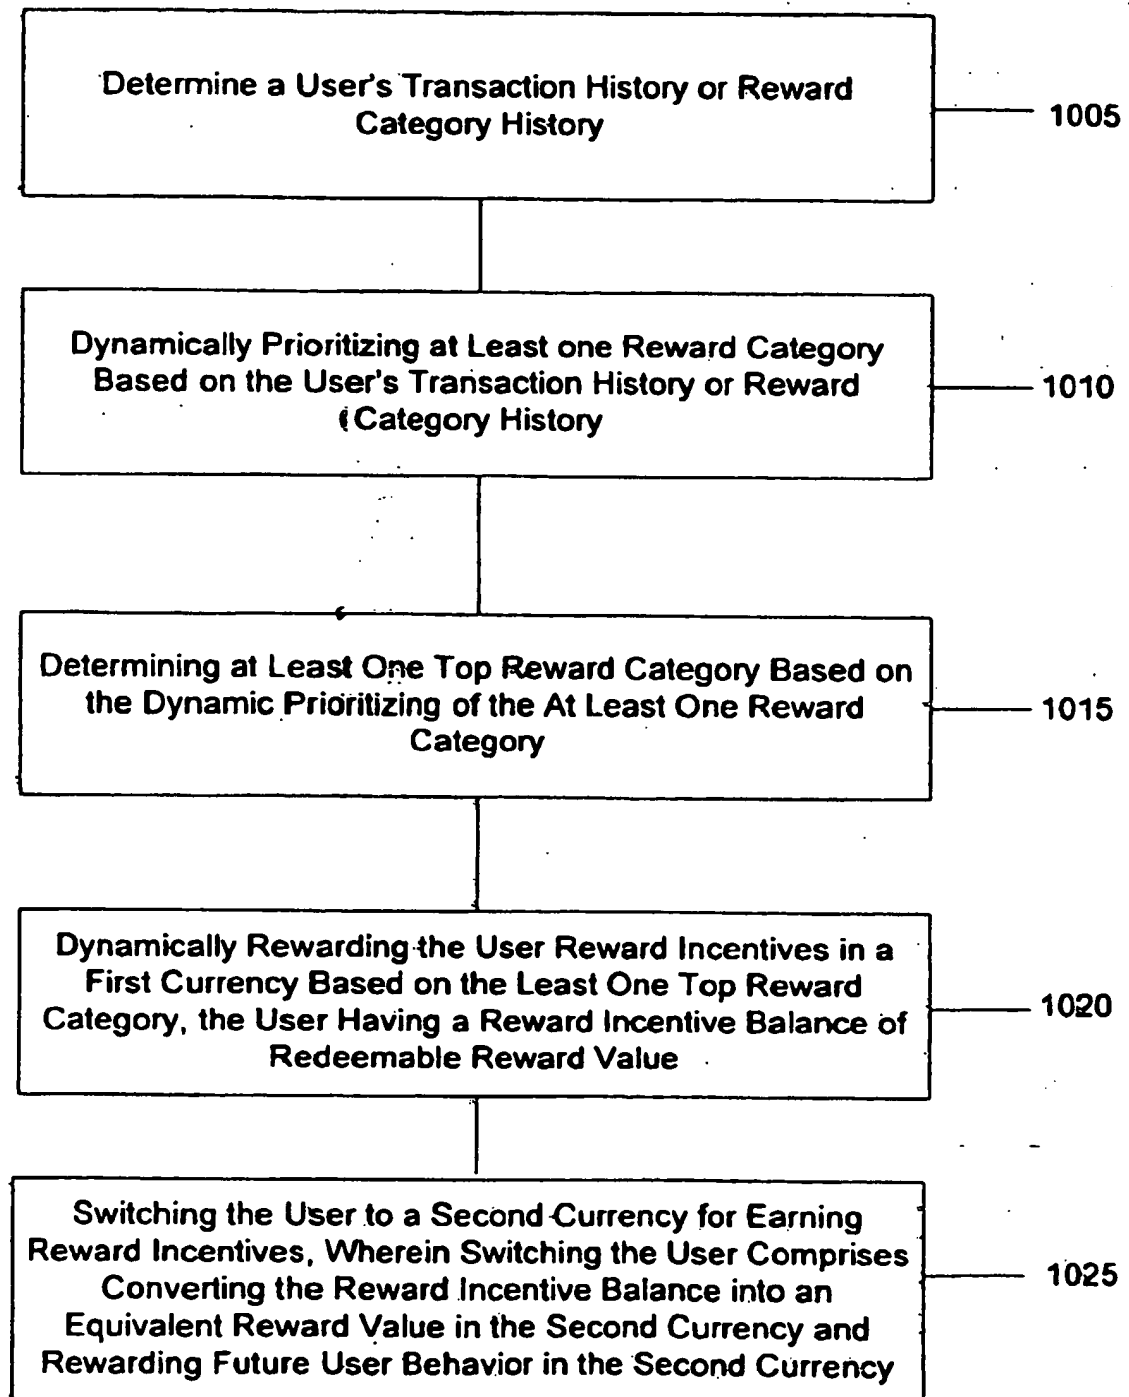 Determine a User's Transaction History or Reward
Category History
1005
Dynamically Prioritizing at Least one Reward Category
Based on the User's Transaction History or Reward
Category History
1010
Determining at Least One Top Reward Category Based on
the Dynamic Prioritizing of the At Least One Reward
Category
1015
Dynamically Rewarding the User Reward Incentives in a
First Currency Based on the Least One Top Reward
Category, the User Having a Reward Incentive Balance of
Redeemable Reward Value
1020
Switching the User to a Second Currency for Earning
Reward Incentives, Wherein Switching the User Comprises
Converting the Reward Incentive Balance into an
Equivalent Reward Value in the Second Currency and
Rewarding Future User Behavior in the Second Currency
1025